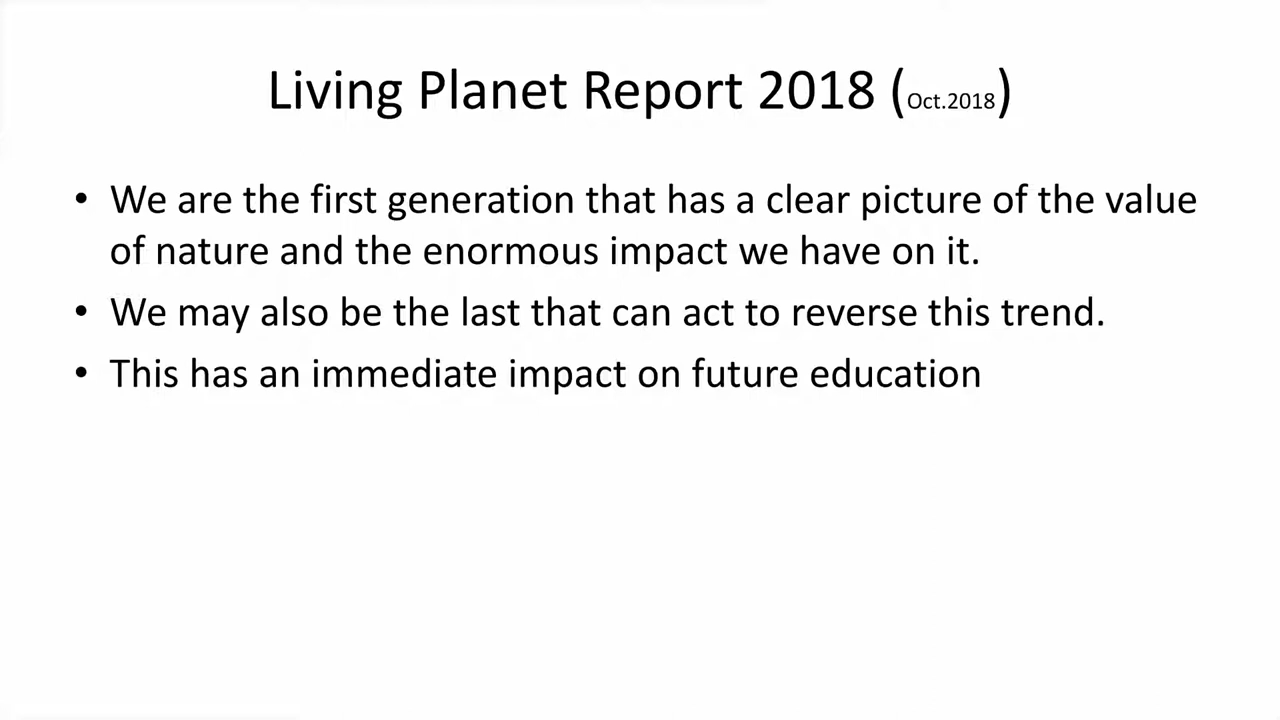 Living Planet Report 2018 (Oct.2018)
• We are the first generation that has a clear picture of the value
of nature and the enormous impact we have on it.
• We may also be the last that can act to reverse this trend.
• This has an immediate impact on future education